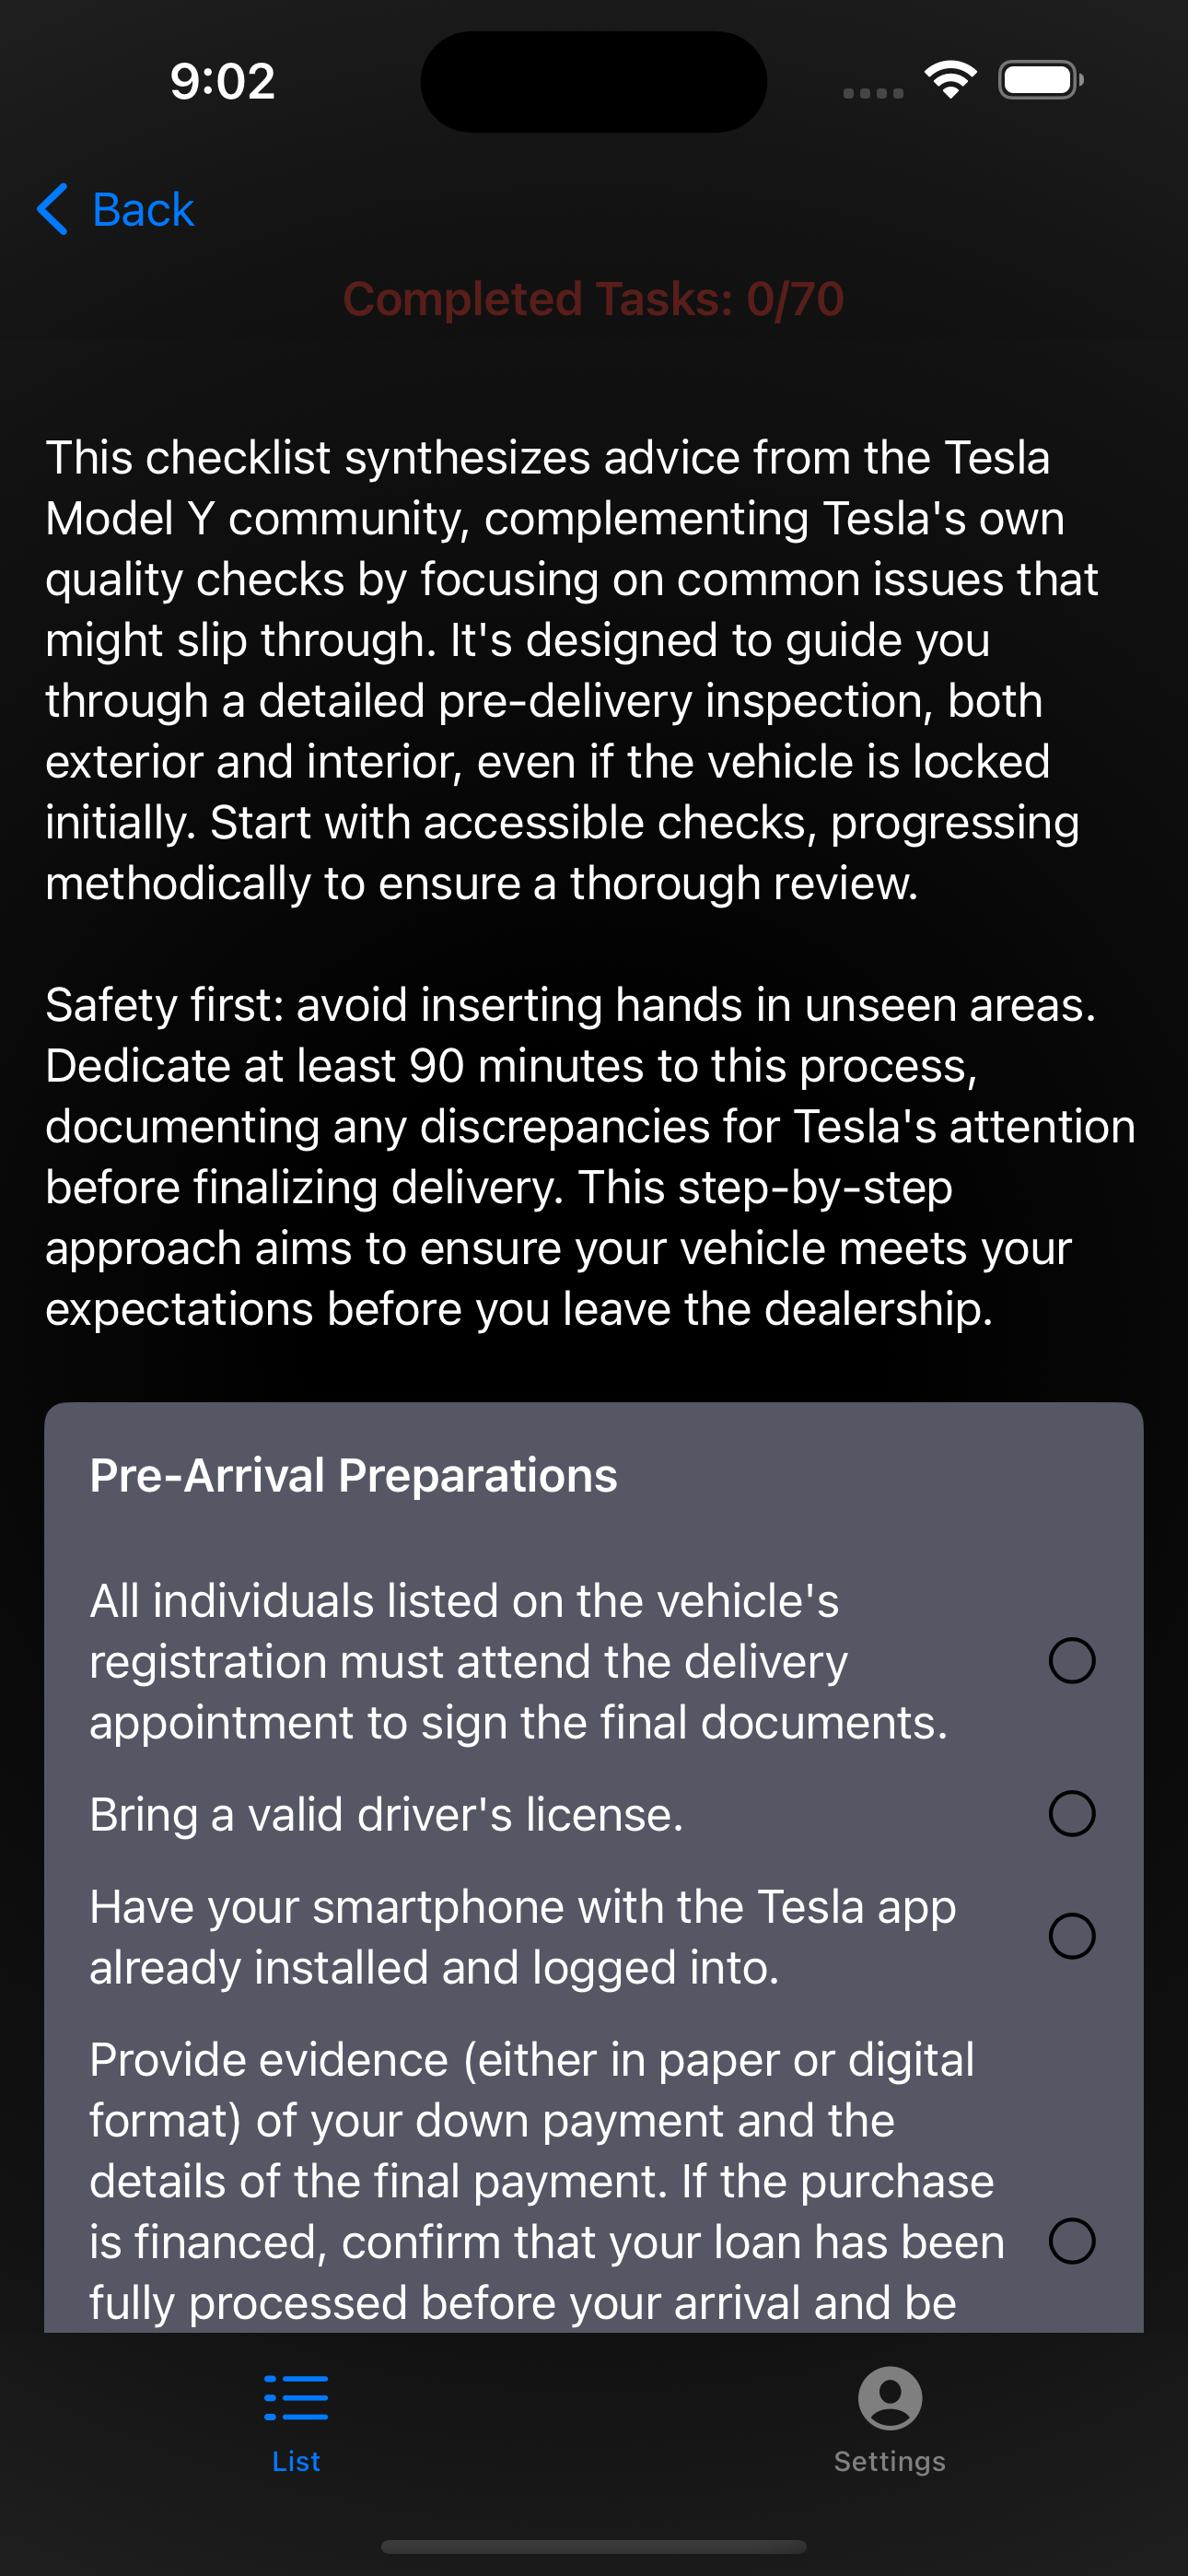 9:02
Back
Completed Tasks: 0/70
This checklist synthesizes advice from the Tesla
Model Y community, complementing Tesla's own
quality checks by focusing on common issues that
might slip through. It's designed to guide you
through a detailed pre-delivery inspection, both
exterior and interior, even if the vehicle is locked
initially. Start with accessible checks, progressing
methodically to ensure a thorough review.
Safety first: avoid inserting hands in unseen areas.
Dedicate at least 90 minutes to this process,
documenting any discrepancies for Tesla's attention
before finalizing delivery. This step-by-step
approach aims to ensure your vehicle meets your
expectations before you leave the dealership.
Pre-Arrival Preparations
All individuals listed on the vehicle's
registration must attend the delivery
appointment to sign the final documents.
Bring a valid driver's license.
Have your smartphone with the Tesla app
already installed and logged into.
Provide evidence (either in paper or digital
format) of your down payment and the
details of the final payment. If the purchase
is financed, confirm that your loan has been
fully processed before your arrival and be
List
Settings